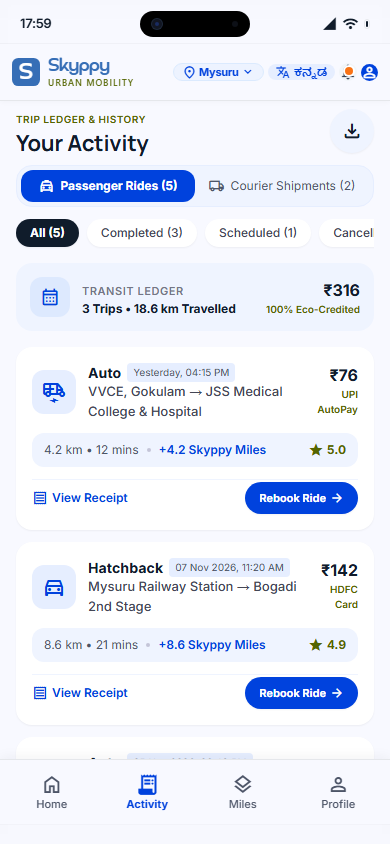 17:59
S
Skyppy
URBAN MOBILITY
Mysuru
ಕನ್ನಡ
TRIP LEDGER & HISTORY
Your Activity
Passenger Rides (5)
Courier Shipments (2)
All (5)
Completed (3)
Scheduled (1)
Cancel
TRANSIT LEDGER
3 Trips • 18.6 km Travelled
₹316
100% Eco-Credited
Auto
Yesterday, 04:15 PM
VVCE, Gokulam → JSS Medical
College & Hospital
₹76
UPI
AutoPay
4.2 km • 12 mins • +4.2 Skyppy Miles
★ 5.0
View Receipt
Rebook Ride →
Hatchback
07 Nov 2026, 11:20 AM
Mysuru Railway Station → Bogadi
2nd Stage
₹142
HDFC
Card
8.6 km • 21 mins • +8.6 Skyppy Miles
★ 4.9
View Receipt
Rebook Ride →
Home
Activity
Miles
Profile